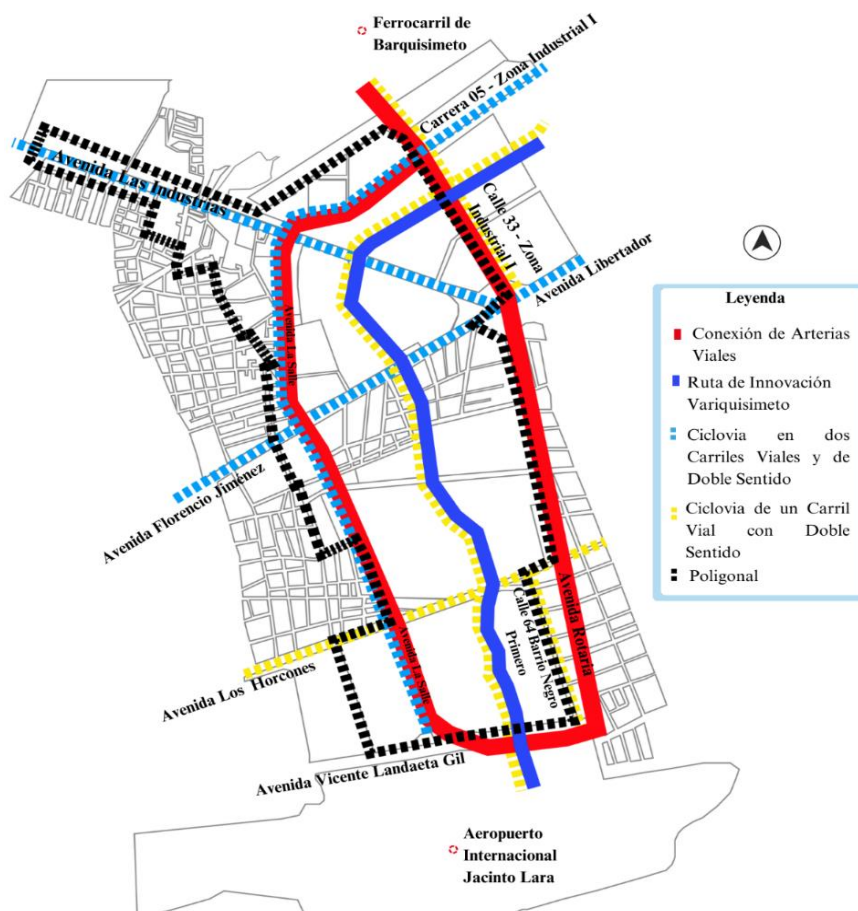 Ferrocarril de
Barquisimeto
Carrera 05 - Zona Industrial I
Avenida Las Industrias
Calle 33 - Zona
Industrial I
Avenida Libertador
Avenida La Salle
Avenida Florencio Jiménez
Avenida Los Horcones
Avenida La Salle
Calle 64 Barrio Negro
Primero
Avenida Rotaria
Avenida Vicente Landaeta Gil
Aeropuerto
Internacional
Jacinto Lara
Leyenda
Conexión de Arterias
Viales
Ruta de Innovación
Variquisimeto
Ciclovia en dos
Carriles Viales y de
Doble Sentido
Ciclovia de un Carril
Vial con Doble
Sentido
Poligonal